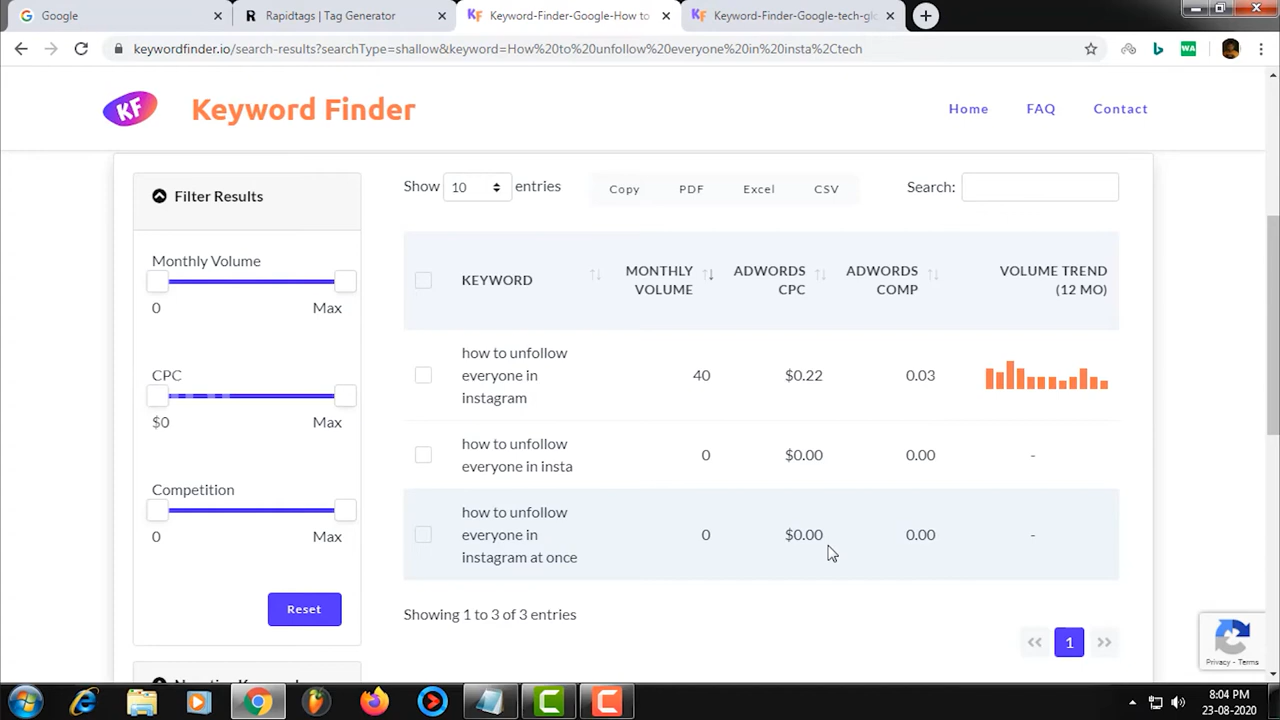 Google
Rapidtags | Tag Generator
Keyword-Finder-Google-How to
Keyword-Finder-Google-tech-glo
keywordfinder.io/search-results?searchType=shallow&keyword=How%20to%20unfollow%20everyone%20in%20insta%2Ctech
WA
KF
Keyword Finder
Home
FAQ
Contact
Filter Results
Monthly Volume
0
Max
CPC
$0
Max
Competition
0
Max
Reset
Show 10 entries
Copy
PDF
Excel
CSV
Search:
KEYWORD
MONTHLY
VOLUME
ADWORDS
CPC
ADWORDS
COMP
VOLUME TREND
(12 MO)
how to unfollow
everyone in
instagram
40
$0.22
0.03
how to unfollow
everyone in insta
0
$0.00
0.00
-
how to unfollow
everyone in
instagram at once
0
$0.00
0.00
-
Showing 1 to 3 of 3 entries
<<
1
>>
Privacy - Terms
8:04 PM
23-08-2020